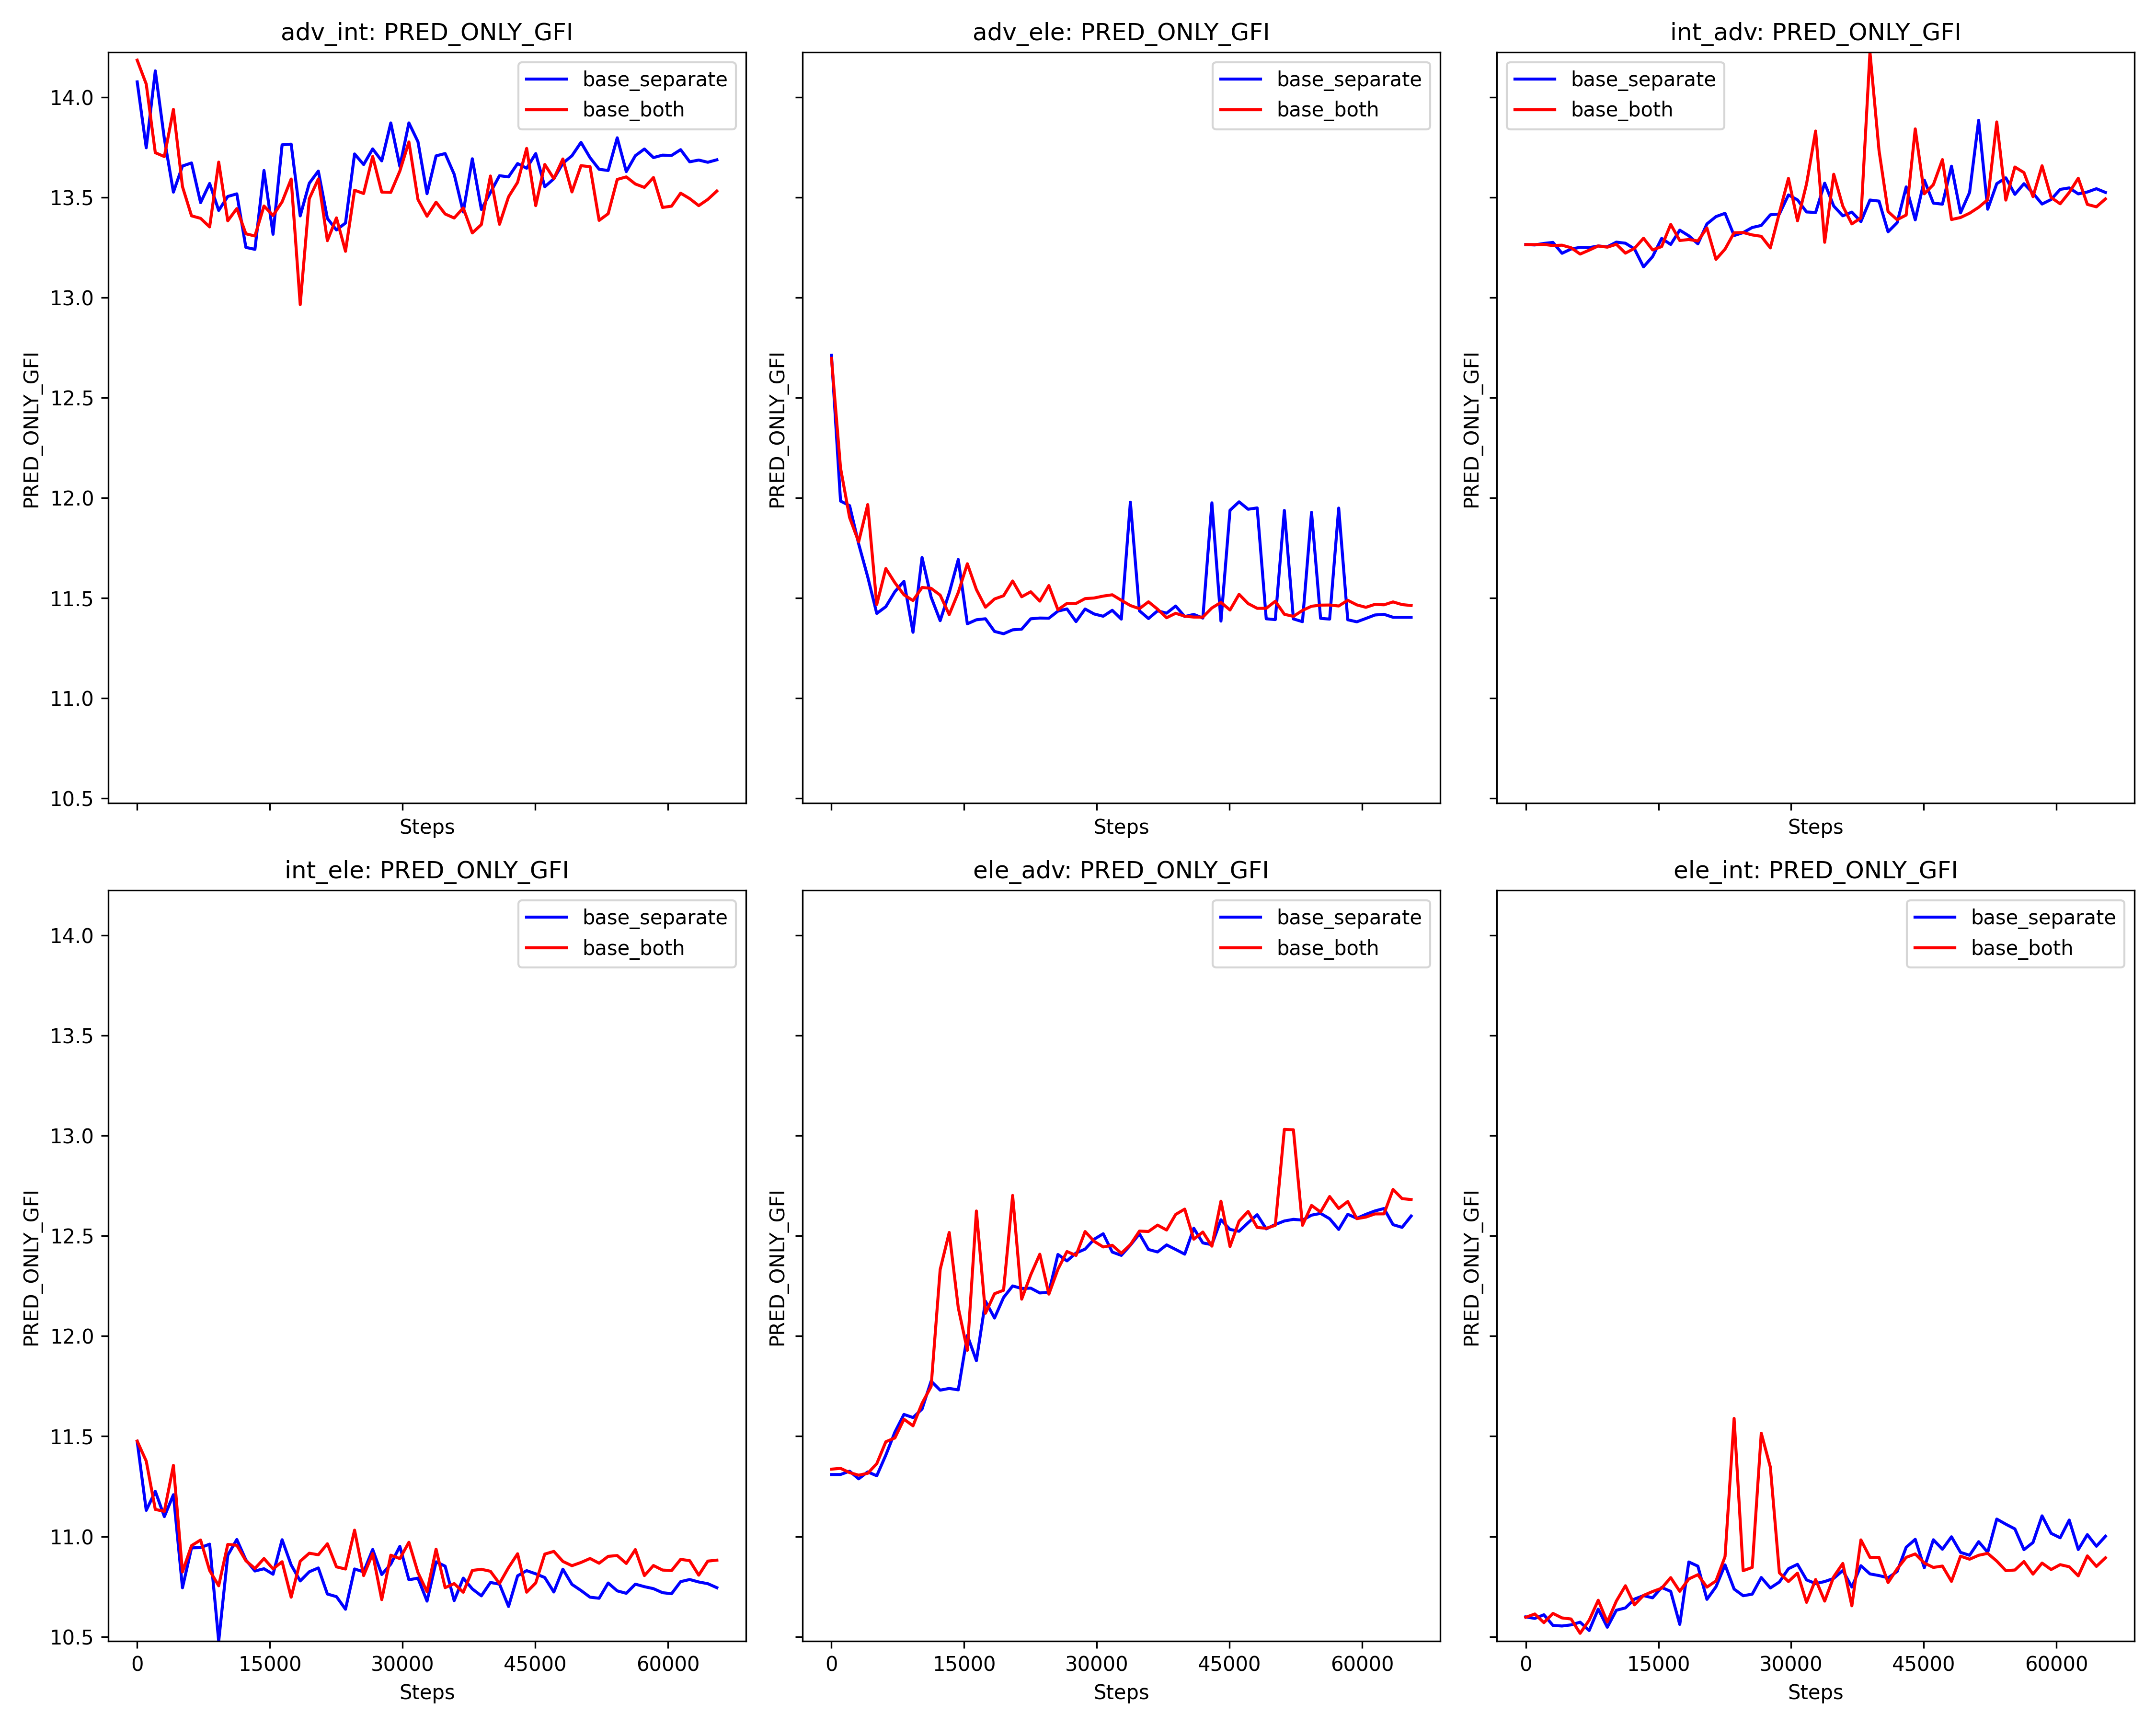 adv_int: PRED_ONLY_GFI
adv_ele: PRED_ONLY_GFI
int_adv: PRED_ONLY_GFI
base_separate
base_both
base_separate
base_both
base_separate
base_both
PRED_ONLY_GFI
14.0
13.5
13.0
12.5
12.0
11.5
11.0
10.5
PRED_ONLY_GFI
PRED_ONLY_GFI
Steps
Steps
Steps
int_ele: PRED_ONLY_GFI
ele_adv: PRED_ONLY_GFI
ele_int: PRED_ONLY_GFI
base_separate
base_both
base_separate
base_both
base_separate
base_both
PRED_ONLY_GFI
14.0
13.5
13.0
12.5
12.0
11.5
11.0
10.5
PRED_ONLY_GFI
PRED_ONLY_GFI
0 15000 30000 45000 60000
0 15000 30000 45000 60000
0 15000 30000 45000 60000
Steps
Steps
Steps